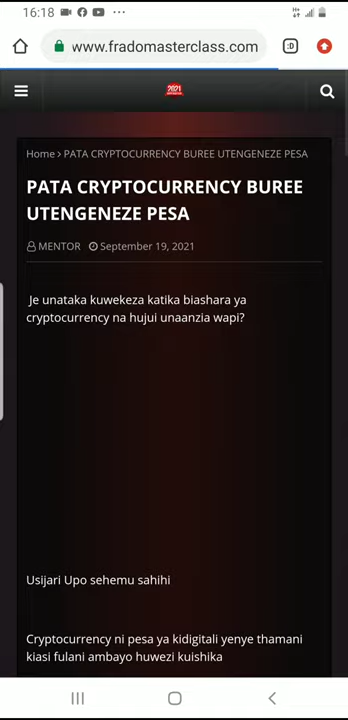 16:18
www.fradomasterclass.com
:D
2021
Home > PATA CRYPTOCURRENCY BUREE UTENGENEZE PESA
PATA CRYPTOCURRENCY BUREE
UTENGENEZE PESA
MENTOR September 19, 2021
Je unataka kuwekeza katika biashara ya
cryptocurrency na hujui unaanzia wapi?
Usijari Upo sehemu sahihi
Cryptocurrency ni pesa ya kidigitali yenye thamani
kiasi fulani ambayo huwezi kuishika